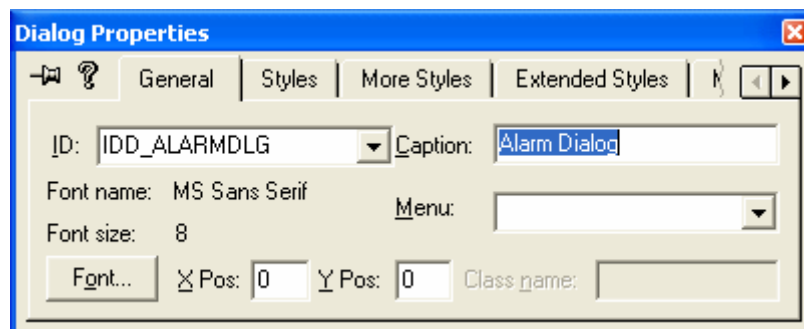 Dialog Properties
General Styles More Styles Extended Styles
ID: IDD_ALARMDLG Caption: Alarm Dialog
Font name: MS Sans Serif
Menu:
Font size: 8
Font... X Pos: 0 Y Pos: 0 Class name: